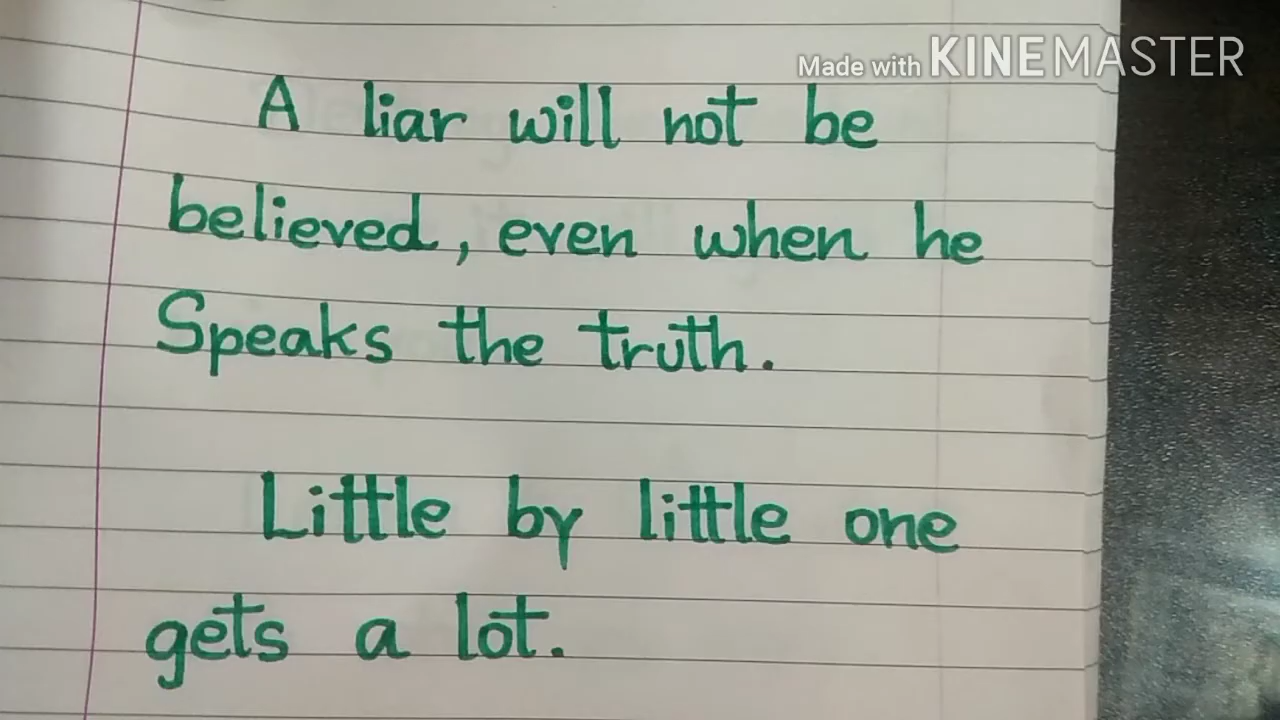 Made with KINEMASTER
A liar will not be
believed, even when he
Speaks the truth.
Little by little one
gets a lot.